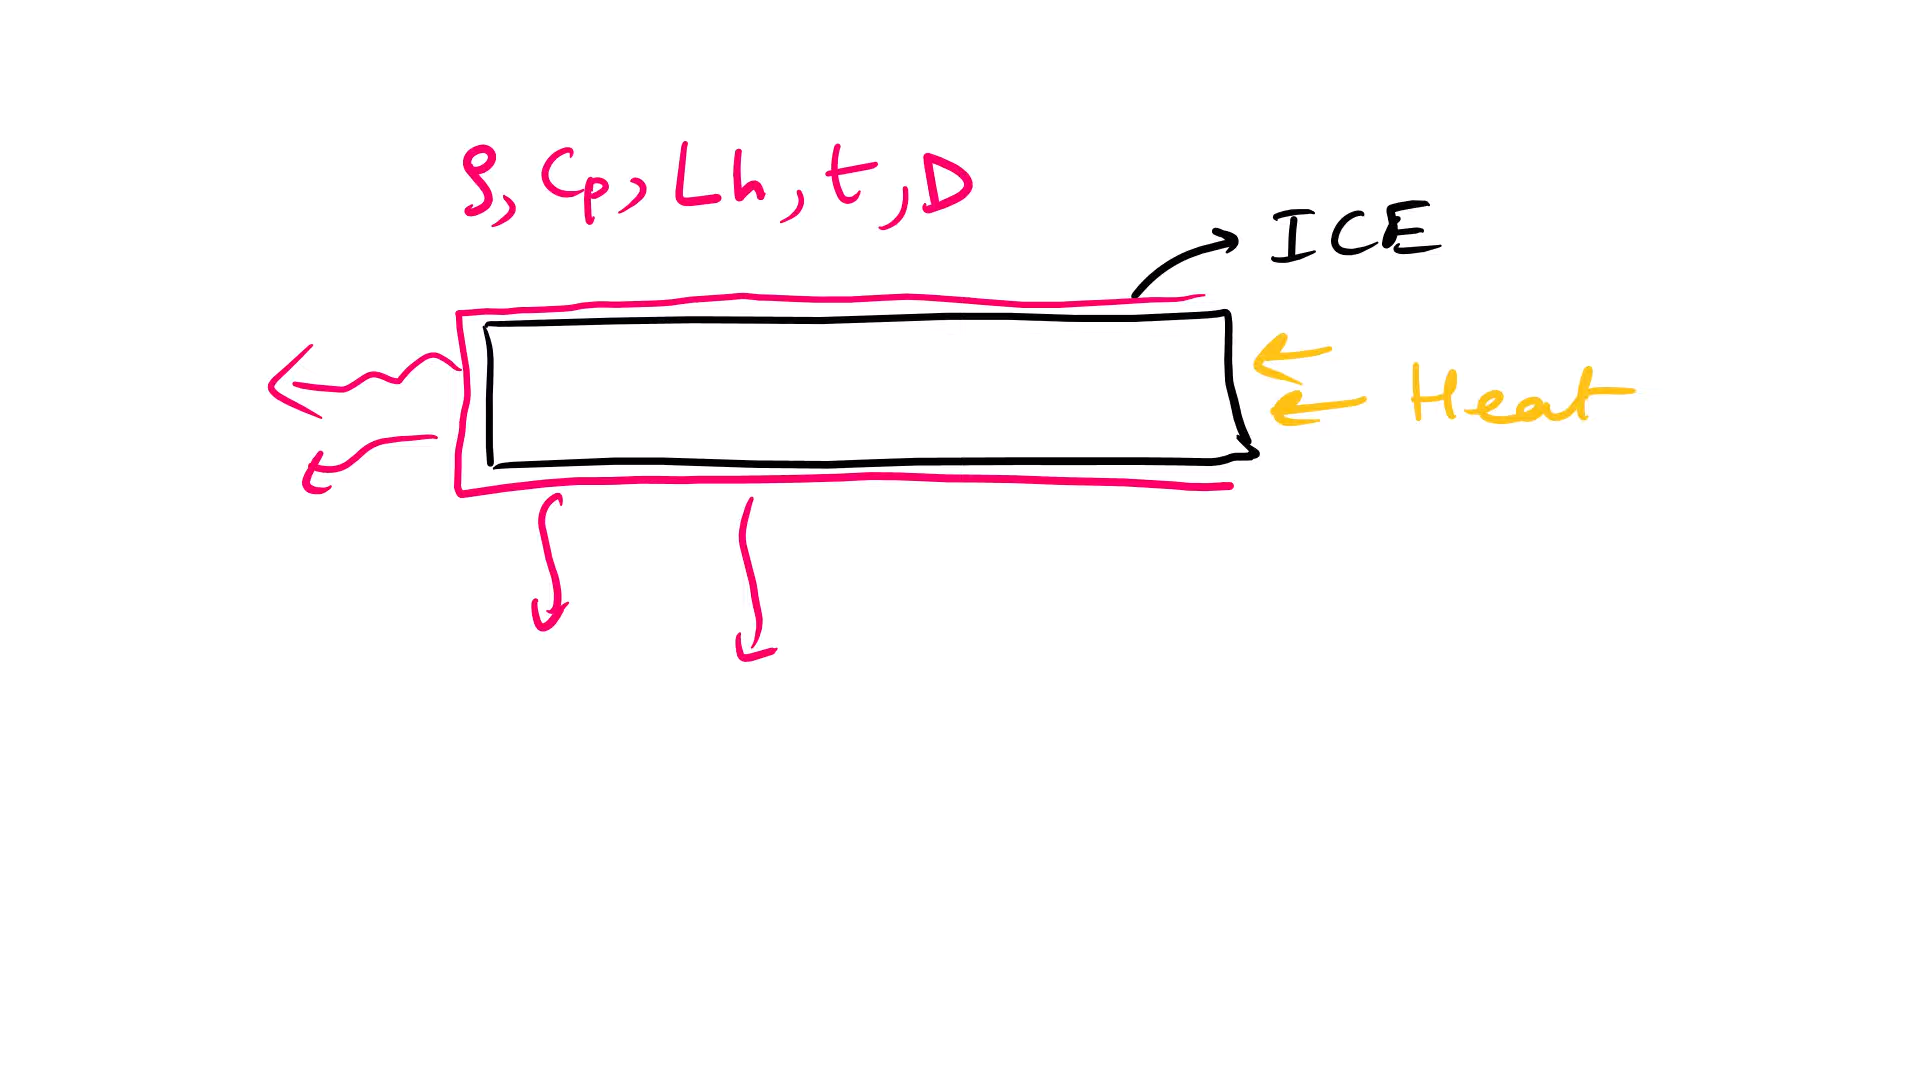 ρ, Cp, Lh, t, D
ICE
Heat